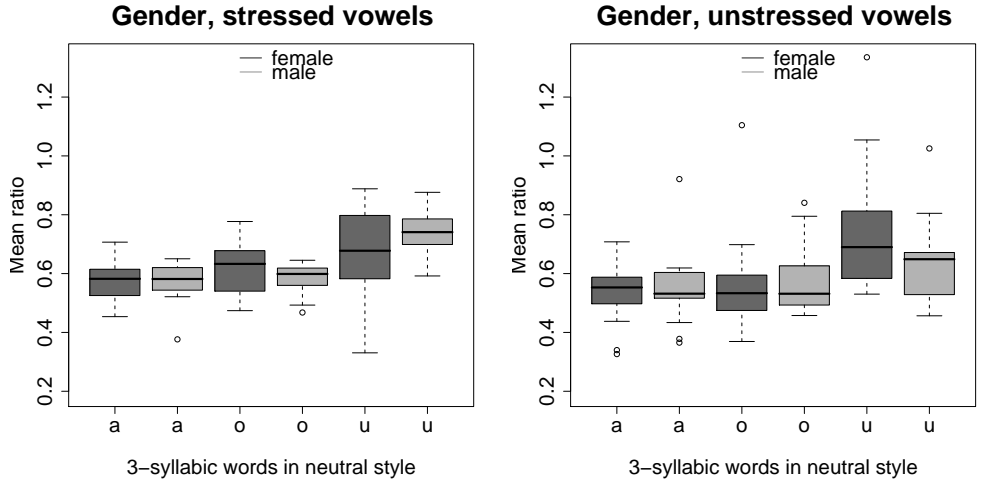 Gender, stressed vowels
female
male
Mean ratio
1.2
1.0
0.8
0.6
0.4
0.2
a a o o u u
3−syllabic words in neutral style
Gender, unstressed vowels
female
male
Mean ratio
1.2
1.0
0.8
0.6
0.4
0.2
a a o o u u
3−syllabic words in neutral style